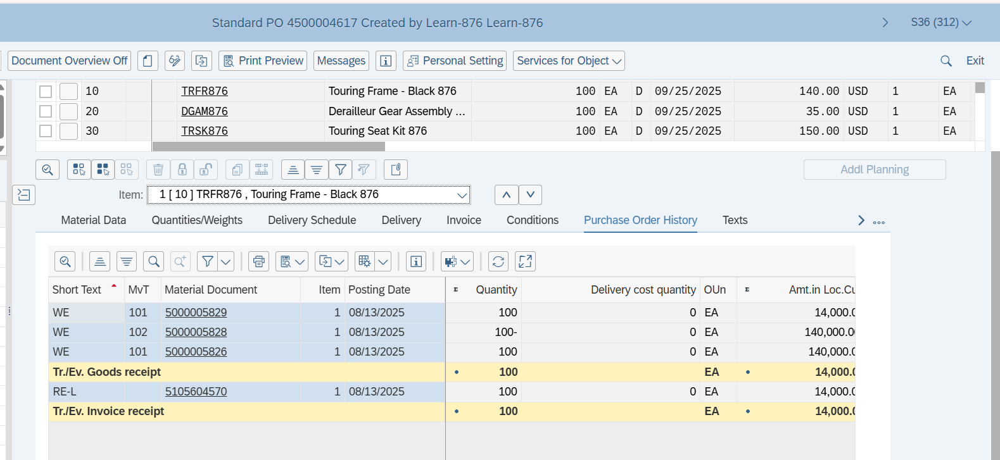 Standard PO 4500004617 Created by Learn-876 Learn-876
S36 (312)
Document Overview Off Print Preview Messages Personal Setting Services for Object Exit
10 TRFR876 Touring Frame - Black 876 100 EA D 09/25/2025 140.00 USD 1 EA
20 DGAM876 Derailleur Gear Assembly ... 100 EA D 09/25/2025 35.00 USD 1 EA
30 TRSK876 Touring Seat Kit 876 100 EA D 09/25/2025 150.00 USD 1 EA
Addl Planning
Item: 1 [ 10 ] TRFR876 , Touring Frame - Black 876
Material Data Quantities/Weights Delivery Schedule Delivery Invoice Conditions Purchase Order History Texts
Short Text MvT Material Document Item Posting Date Σ Quantity Delivery cost quantity OUn Σ Amt.in Loc.Cu
WE 101 5000005829 1 08/13/2025 100 0 EA 14,000.0
WE 102 5000005828 1 08/13/2025 100- 0 EA 140,000.00
WE 101 5000005826 1 08/13/2025 100 0 EA 140,000.0
Tr./Ev. Goods receipt • 100 EA • 14,000.0
RE-L 5105604570 1 08/13/2025 100 0 EA 14,000.0
Tr./Ev. Invoice receipt • 100 EA • 14,000.0